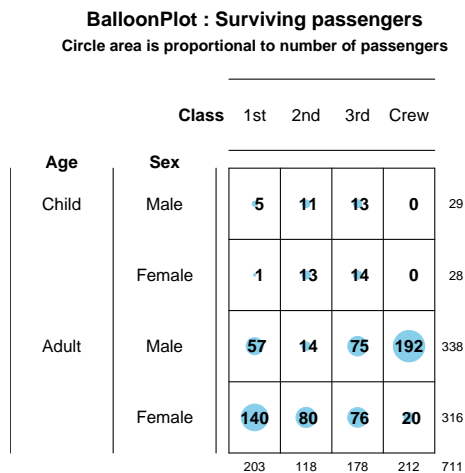 BalloonPlot : Surviving passengers
Circle area is proportional to number of passengers
Class 1st 2nd 3rd Crew
Age Sex
Child Male 5 11 13 0 29
Female 1 13 14 0 28
Adult Male 57 14 75 192 338
Female 140 80 76 20 316
203 118 178 212 711